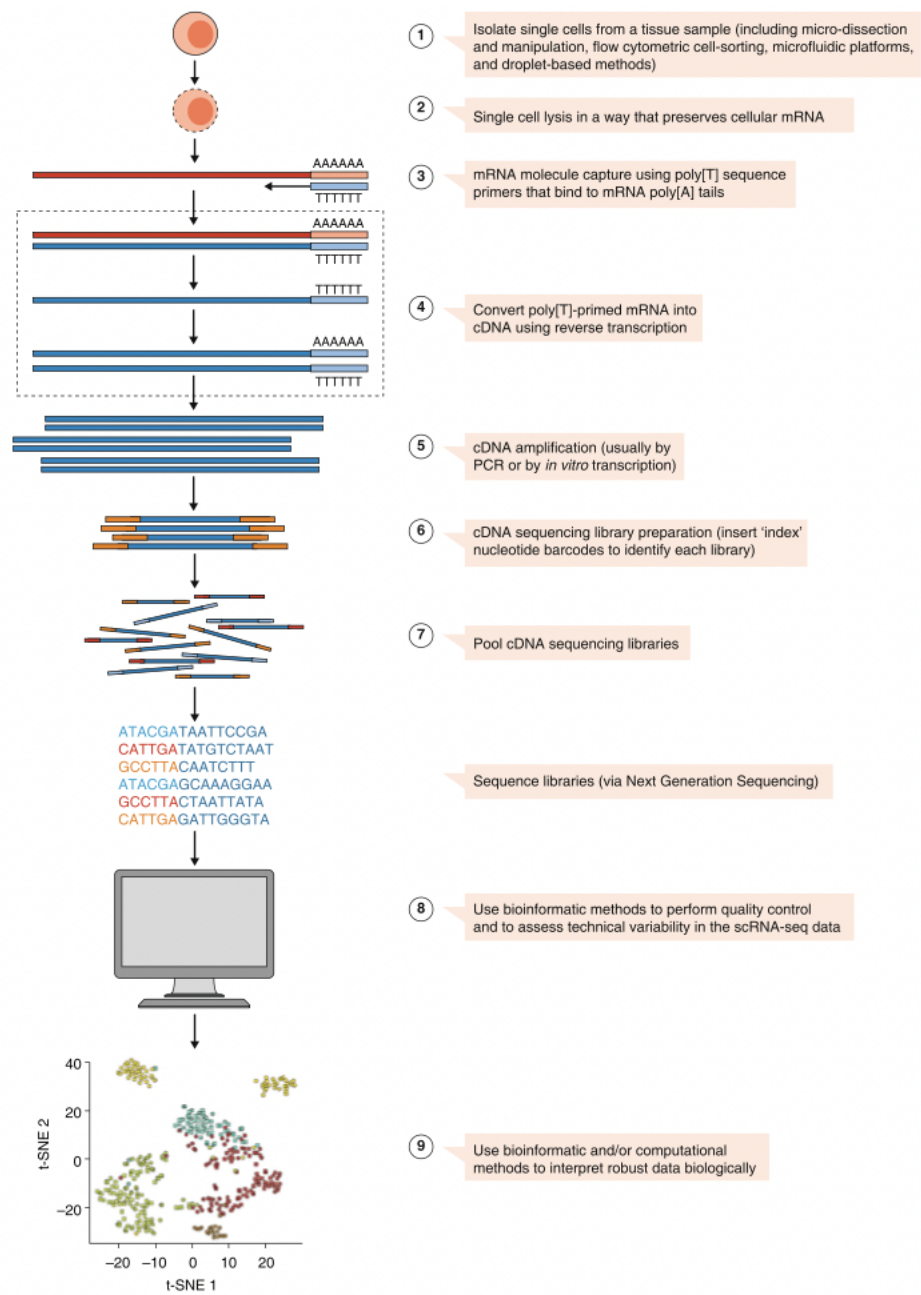 1
Isolate single cells from a tissue sample (including micro-dissection
and manipulation, flow cytometric cell-sorting, microfluidic platforms,
and droplet-based methods)
2
Single cell lysis in a way that preserves cellular mRNA
AAAAAA
TTTTTT
3
mRNA molecule capture using poly[T] sequence
primers that bind to mRNA poly[A] tails
AAAAAA
TTTTTT
TTTTTT
AAAAAA
TTTTTT
4
Convert poly[T]-primed mRNA into
cDNA using reverse transcription
5
cDNA amplification (usually by
PCR or by in vitro transcription)
6
cDNA sequencing library preparation (insert ‘index’
nucleotide barcodes to identify each library)
7
Pool cDNA sequencing libraries
ATACGATAATTCCGA
CATTGATATGTCTAAT
GCCTTACAATCTTT
ATACGAGCAAAGGAA
GCCTTACTAATTATA
CATTGAGATTGGGTA
Sequence libraries (via Next Generation Sequencing)
8
Use bioinformatic methods to perform quality control
and to assess technical variability in the scRNA-seq data
40
20
0
−20
t-SNE 2
−20 −10 0 10 20
t-SNE 1
9
Use bioinformatic and/or computational
methods to interpret robust data biologically